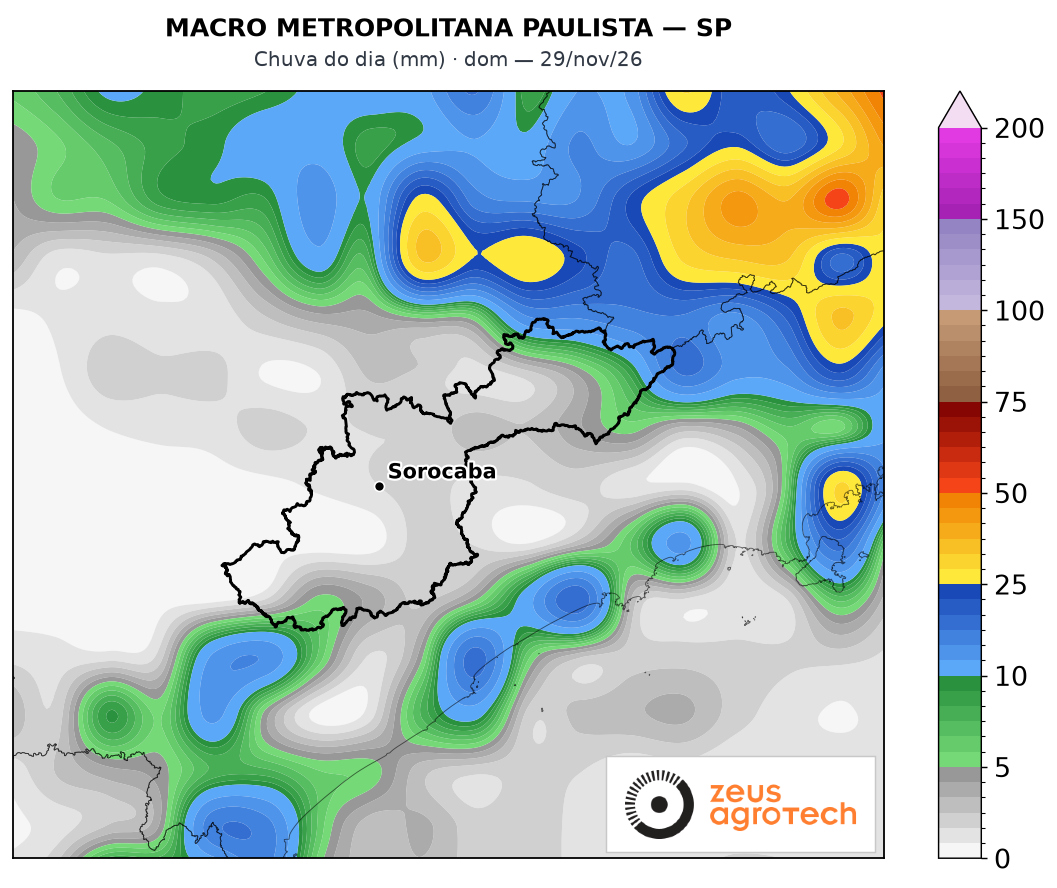 MACRO METROPOLITANA PAULISTA — SP
Chuva do dia (mm) · dom — 29/nov/26
200
150
100
75
50
25
10
5
0
Sorocaba
zeus
agrotech